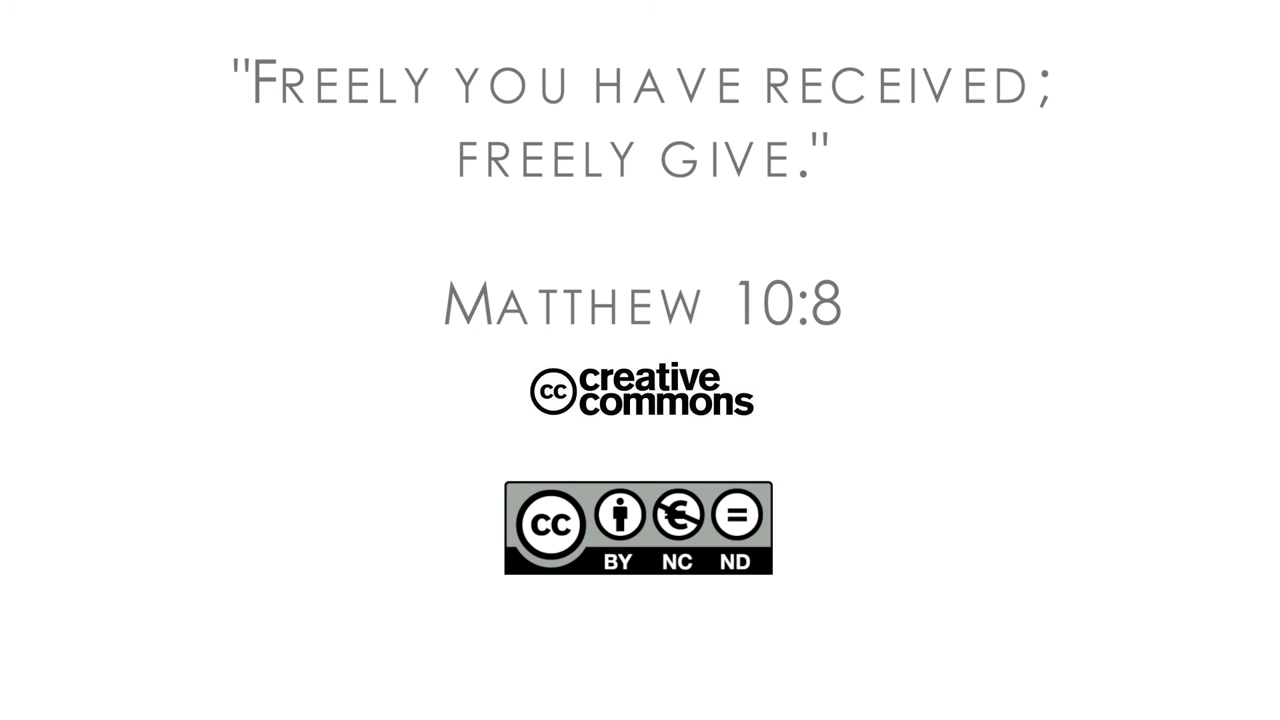 "FREELY YOU HAVE RECEIVED;
FREELY GIVE."
MATTHEW 10:8
cc creative
commons
cc BY NC ND